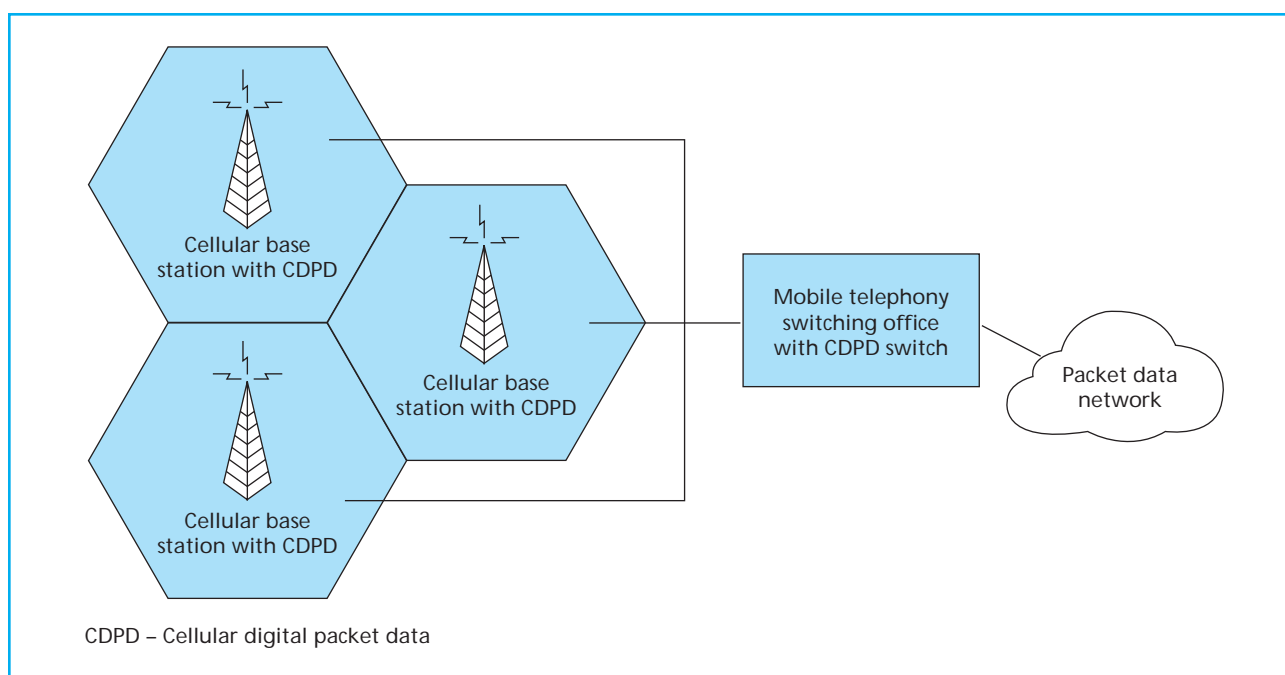 Cellular base
station with CDPD
Cellular base
station with CDPD
Cellular base
station with CDPD
Mobile telephony
switching office
with CDPD switch
Packet data
network
CDPD – Cellular digital packet data